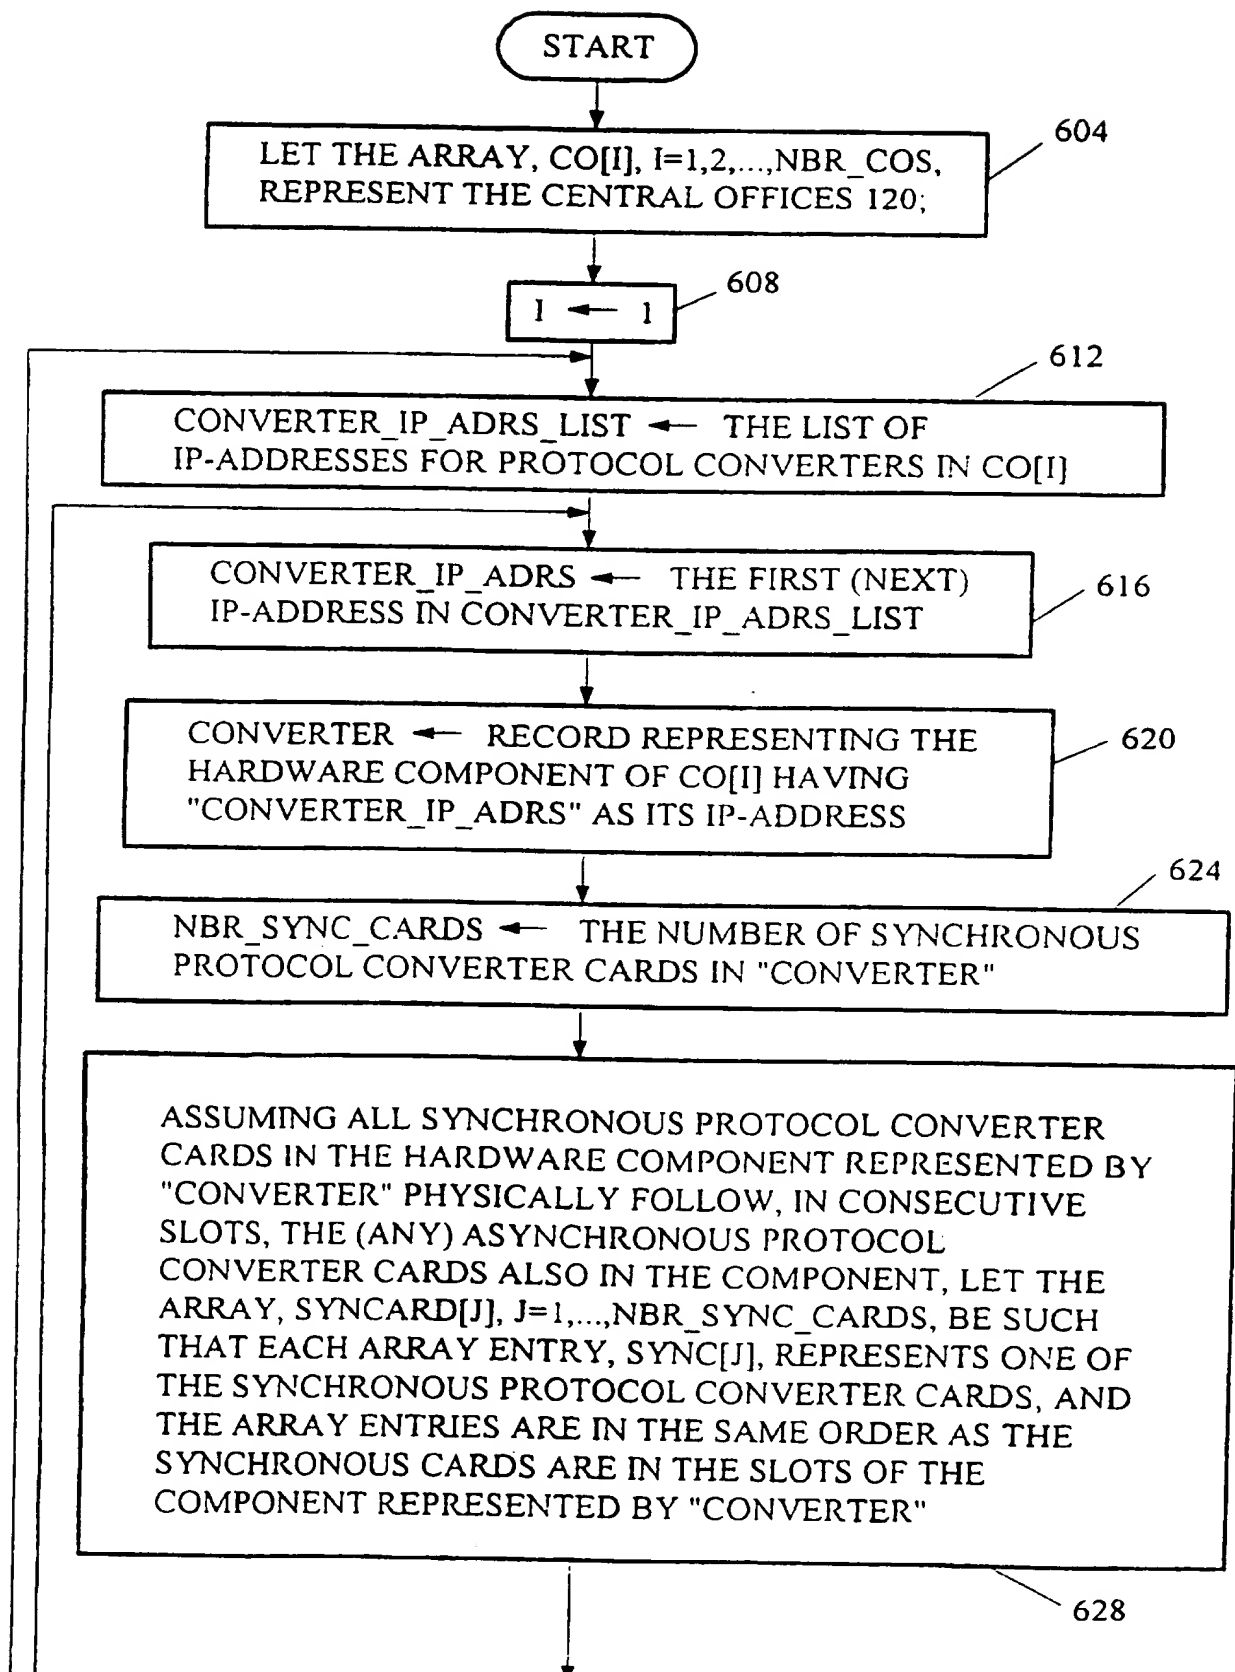 START
604
LET THE ARRAY, CO[I], I=1,2,...,NBR_COS,
REPRESENT THE CENTRAL OFFICES 120;
608
I ← 1
612
CONVERTER_IP_ADRS_LIST ← THE LIST OF
IP-ADDRESSES FOR PROTOCOL CONVERTERS IN CO[I]
CONVERTER_IP_ADRS ← THE FIRST (NEXT)
IP-ADDRESS IN CONVERTER_IP_ADRS_LIST
616
CONVERTER ← RECORD REPRESENTING THE
HARDWARE COMPONENT OF CO[I] HAVING
"CONVERTER_IP_ADRS" AS ITS IP-ADDRESS
620
624
NBR_SYNC_CARDS ← THE NUMBER OF SYNCHRONOUS
PROTOCOL CONVERTER CARDS IN "CONVERTER"
ASSUMING ALL SYNCHRONOUS PROTOCOL CONVERTER
CARDS IN THE HARDWARE COMPONENT REPRESENTED BY
"CONVERTER" PHYSICALLY FOLLOW, IN CONSECUTIVE
SLOTS, THE (ANY) ASYNCHRONOUS PROTOCOL
CONVERTER CARDS ALSO IN THE COMPONENT, LET THE
ARRAY, SYNCARD[J], J=1,...,NBR_SYNC_CARDS, BE SUCH
THAT EACH ARRAY ENTRY, SYNC[J], REPRESENTS ONE OF
THE SYNCHRONOUS PROTOCOL CONVERTER CARDS, AND
THE ARRAY ENTRIES ARE IN THE SAME ORDER AS THE
SYNCHRONOUS CARDS ARE IN THE SLOTS OF THE
COMPONENT REPRESENTED BY "CONVERTER"
628